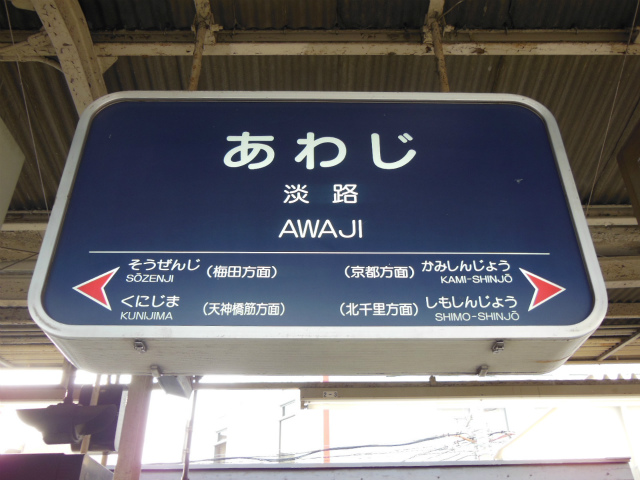 あわじ
淡路
AWAJI
そうぜんじ (梅田方面) (京都方面) かみしんじょう
SŌZENJI KAMI-SHINJŌ
くにじま (天神橋筋方面) (北千里方面) しもしんじょう
KUNIJIMA SHIMO-SHINJŌ